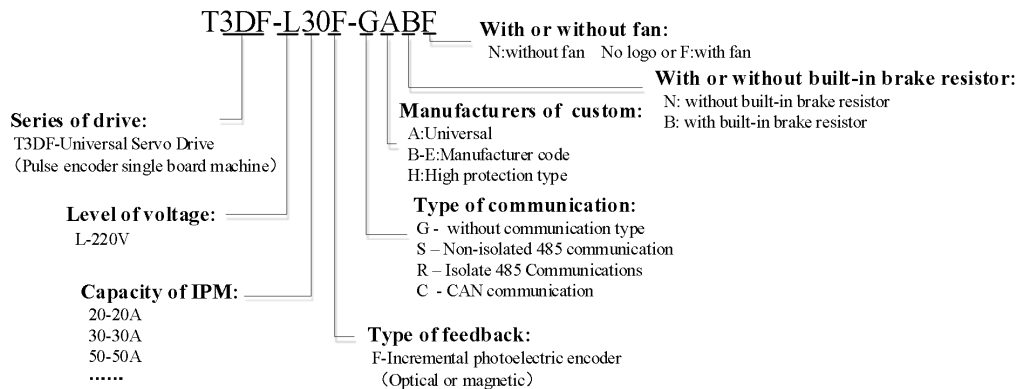 T3DF-L30F-GABF
With or without fan:
N:without fan No logo or F:with fan
With or without built-in brake resistor:
N: without built-in brake resistor
B: with built-in brake resistor
Manufacturers of custom:
A:Universal
B-E:Manufacturer code
H:High protection type
Series of drive:
T3DF-Universal Servo Drive
（Pulse encoder single board machine）
Type of communication:
G - without communication type
S – Non-isolated 485 communication
R – Isolate 485 Communications
C - CAN communication
Level of voltage:
L-220V
Capacity of IPM:
20-20A
30-30A
50-50A
……
Type of feedback:
F-Incremental photoelectric encoder
（Optical or magnetic）